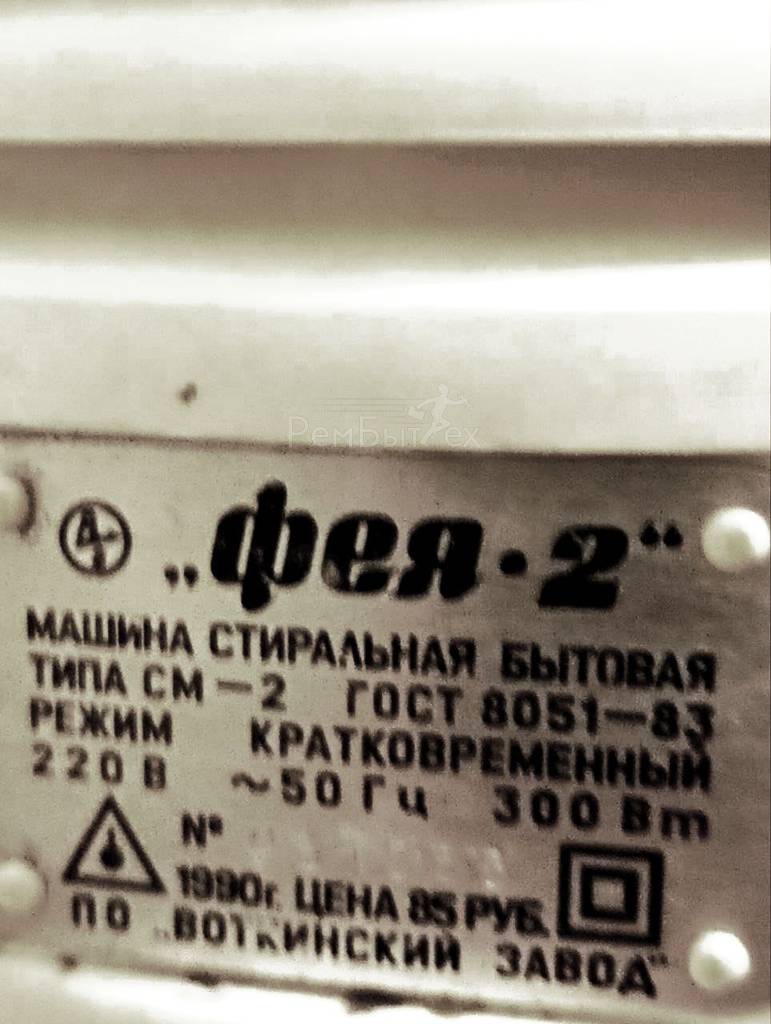 РемБытТех
„фея·2“
МАШИНА СТИРАЛЬНАЯ БЫТОВАЯ
ТИПА СМ—2 ГОСТ 8051—83
РЕЖИМ КРАТКОВРЕМЕННЫЙ
220 В ~50 Гц 300 Вт
№
1990г. ЦЕНА 85 РУБ.
ПО „ВОТКИНСКИЙ ЗАВОД“